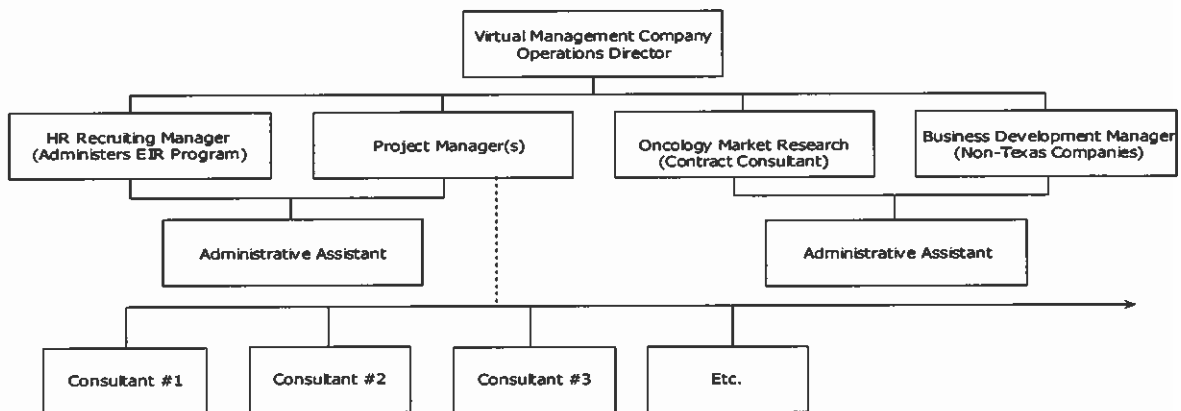 Virtual Management Company
Operations Director
HR Recruiting Manager
(Administers EIR Program)
Project Manager(s)
Oncology Market Research
(Contract Consultant)
Business Development Manager
(Non-Texas Companies)
Administrative Assistant
Administrative Assistant
Consultant #1
Consultant #2
Consultant #3
Etc.